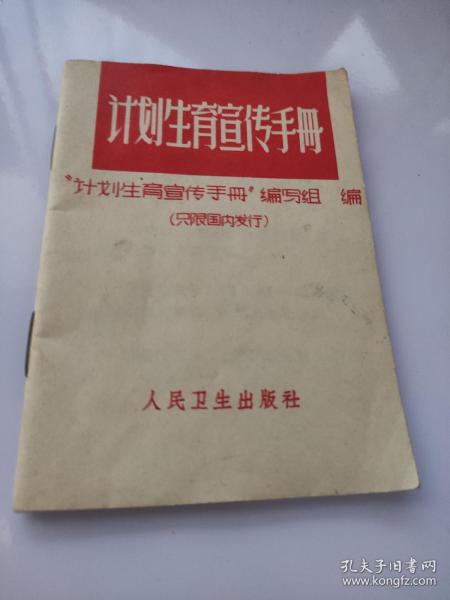 计划生育宣传手册
“计划生育宣传手册”编写组 编
(只限国内发行)
人民卫生出版社
孔夫子旧书网
www.kongfz.com